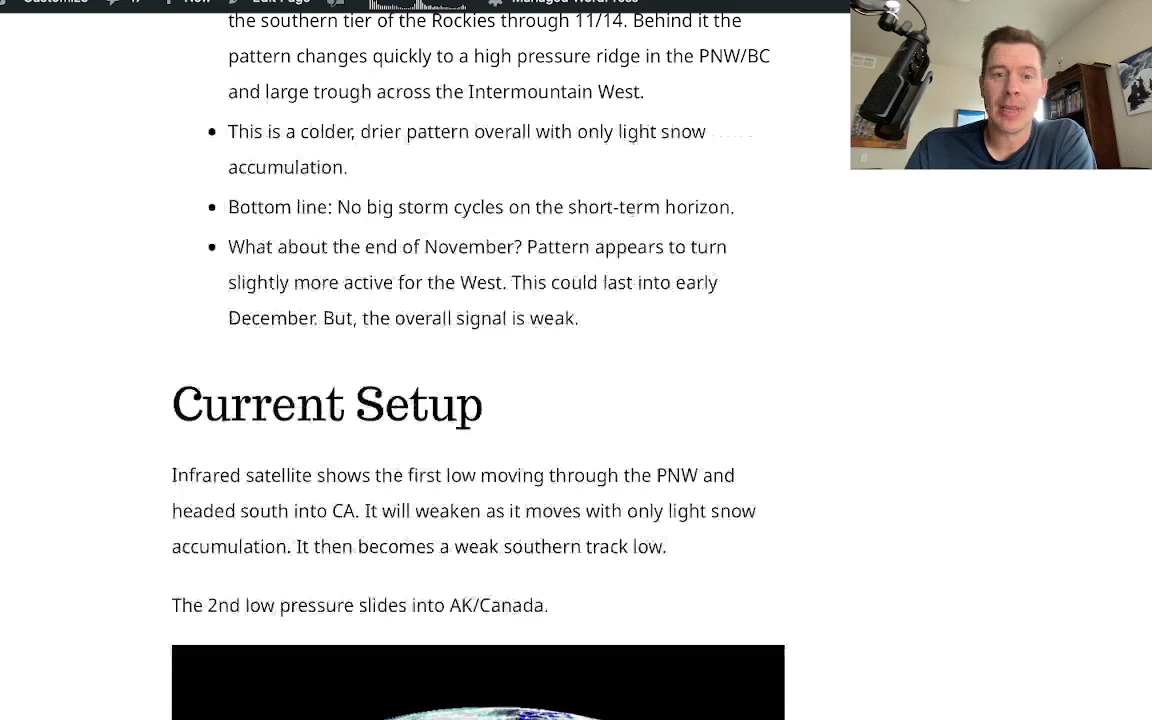 Customize
New
Edit Page
Managed WordPress
the southern tier of the Rockies through 11/14. Behind it the
pattern changes quickly to a high pressure ridge in the PNW/BC
and large trough across the Intermountain West.
• This is a colder, drier pattern overall with only light snow
accumulation.
• Bottom line: No big storm cycles on the short-term horizon.
• What about the end of November? Pattern appears to turn
slightly more active for the West. This could last into early
December. But, the overall signal is weak.
Current Setup
Infrared satellite shows the first low moving through the PNW and
headed south into CA. It will weaken as it moves with only light snow
accumulation. It then becomes a weak southern track low.
The 2nd low pressure slides into AK/Canada.